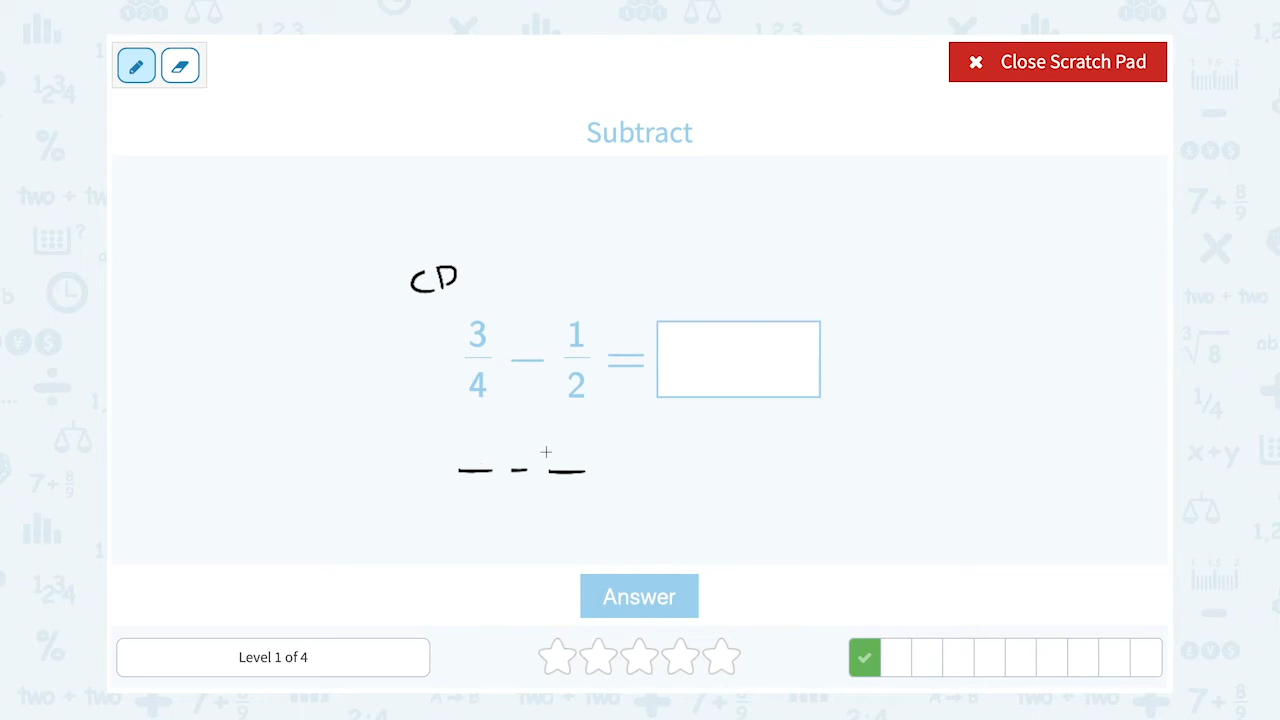 Close Scratch Pad
Subtract
CD
3/4 − 1/2 =
— - —
Answer
Level 1 of 4